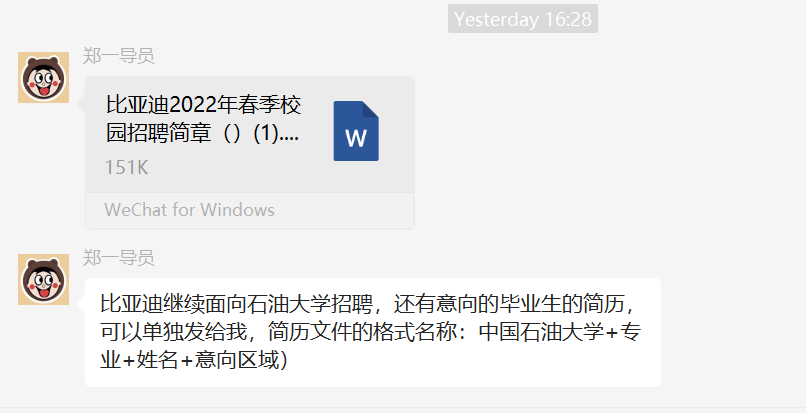 Yesterday 16:28
郑一导员
比亚迪2022年春季校
园招聘简章（）(1)....
W
151K
WeChat for Windows
郑一导员
比亚迪继续面向石油大学招聘，还有意向的毕业生的简历，
可以单独发给我，简历文件的格式名称：中国石油大学+专
业+姓名+意向区域）